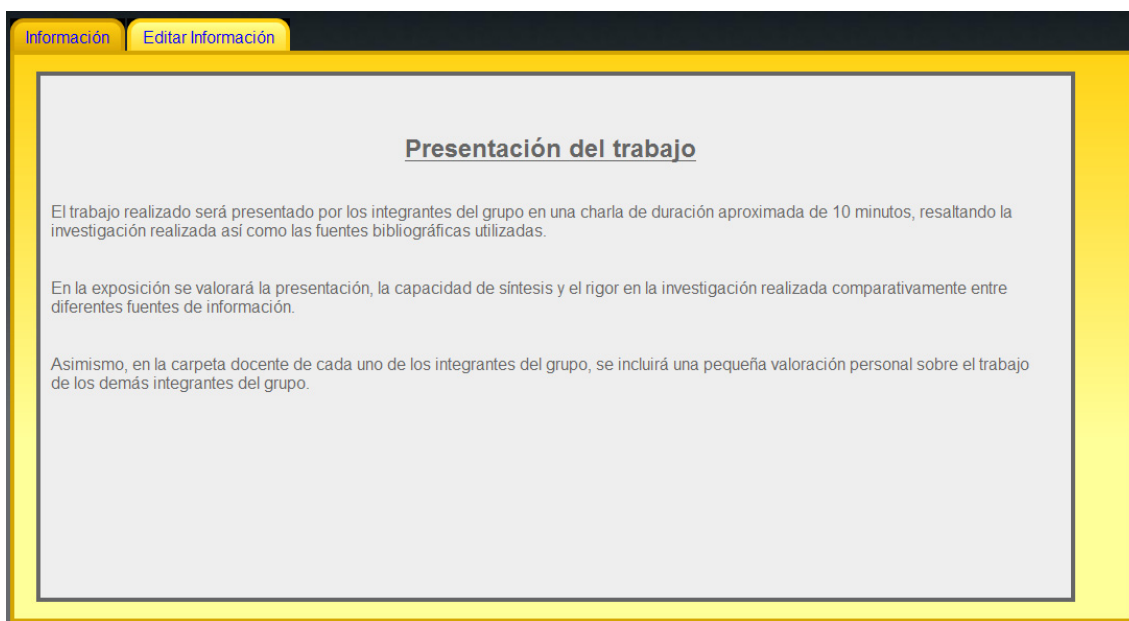 Información
Editar Información
Presentación del trabajo
El trabajo realizado será presentado por los integrantes del grupo en una charla de duración aproximada de 10 minutos, resaltando la
investigación realizada así como las fuentes bibliográficas utilizadas.
En la exposición se valorará la presentación, la capacidad de síntesis y el rigor en la investigación realizada comparativamente entre
diferentes fuentes de información.
Asimismo, en la carpeta docente de cada uno de los integrantes del grupo, se incluirá una pequeña valoración personal sobre el trabajo
de los demás integrantes del grupo.